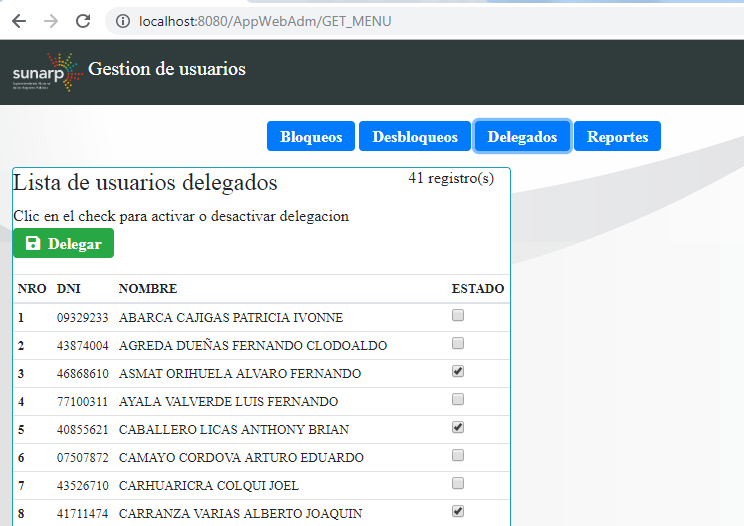 localhost:8080/AppWebAdm/GET_MENU
sunarp
Gestion de usuarios
Bloqueos Desbloqueos Delegados Reportes
Lista de usuarios delegados 41 registro(s)
Clic en el check para activar o desactivar delegacion
Delegar
NRO DNI NOMBRE ESTADO
1 09329233 ABARCA CAJIGAS PATRICIA IVONNE
2 43874004 AGREDA DUEÑAS FERNANDO CLODOALDO
3 46868610 ASMAT ORIHUELA ALVARO FERNANDO
4 77100311 AYALA VALVERDE LUIS FERNANDO
5 40855621 CABALLERO LICAS ANTHONY BRIAN
6 07507872 CAMAYO CORDOVA ARTURO EDUARDO
7 43526710 CARHUARICRA COLQUI JOEL
8 41711474 CARRANZA VARIAS ALBERTO JOAQUIN